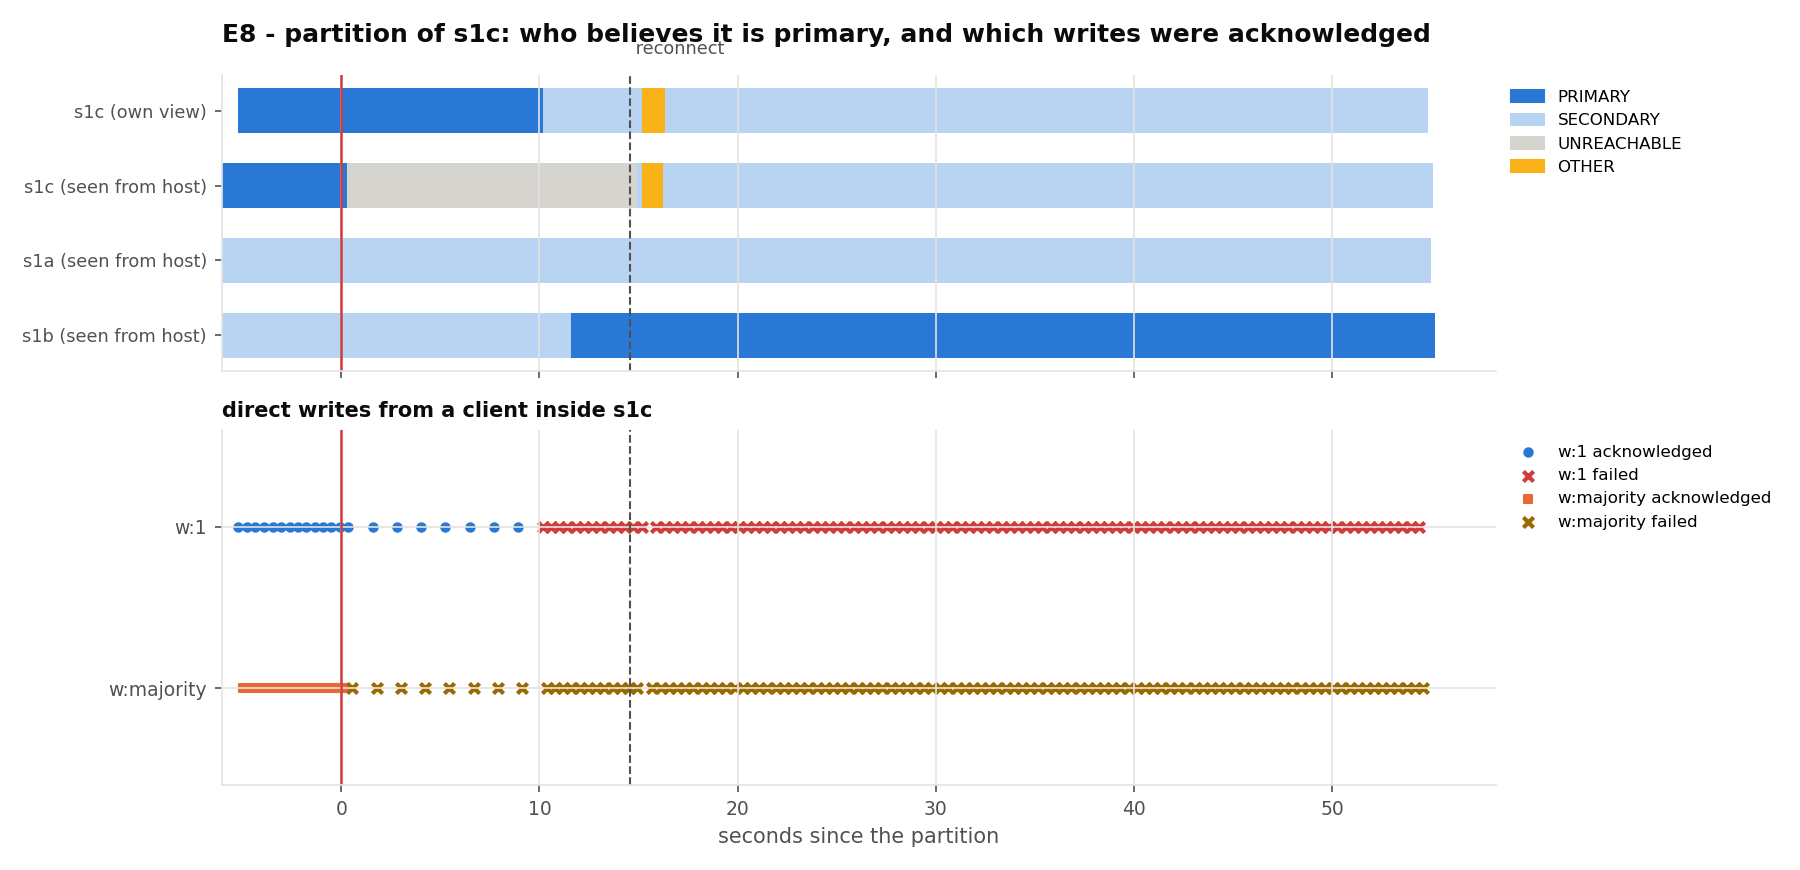 E8 - partition of s1c: who believes it is primary, and which writes were acknowledged
reconnect
s1c (own view)
s1c (seen from host)
s1a (seen from host)
s1b (seen from host)
PRIMARY
SECONDARY
UNREACHABLE
OTHER
direct writes from a client inside s1c
w:1
w:majority
w:1 acknowledged
w:1 failed
w:majority acknowledged
w:majority failed
0 10 20 30 40 50
seconds since the partition